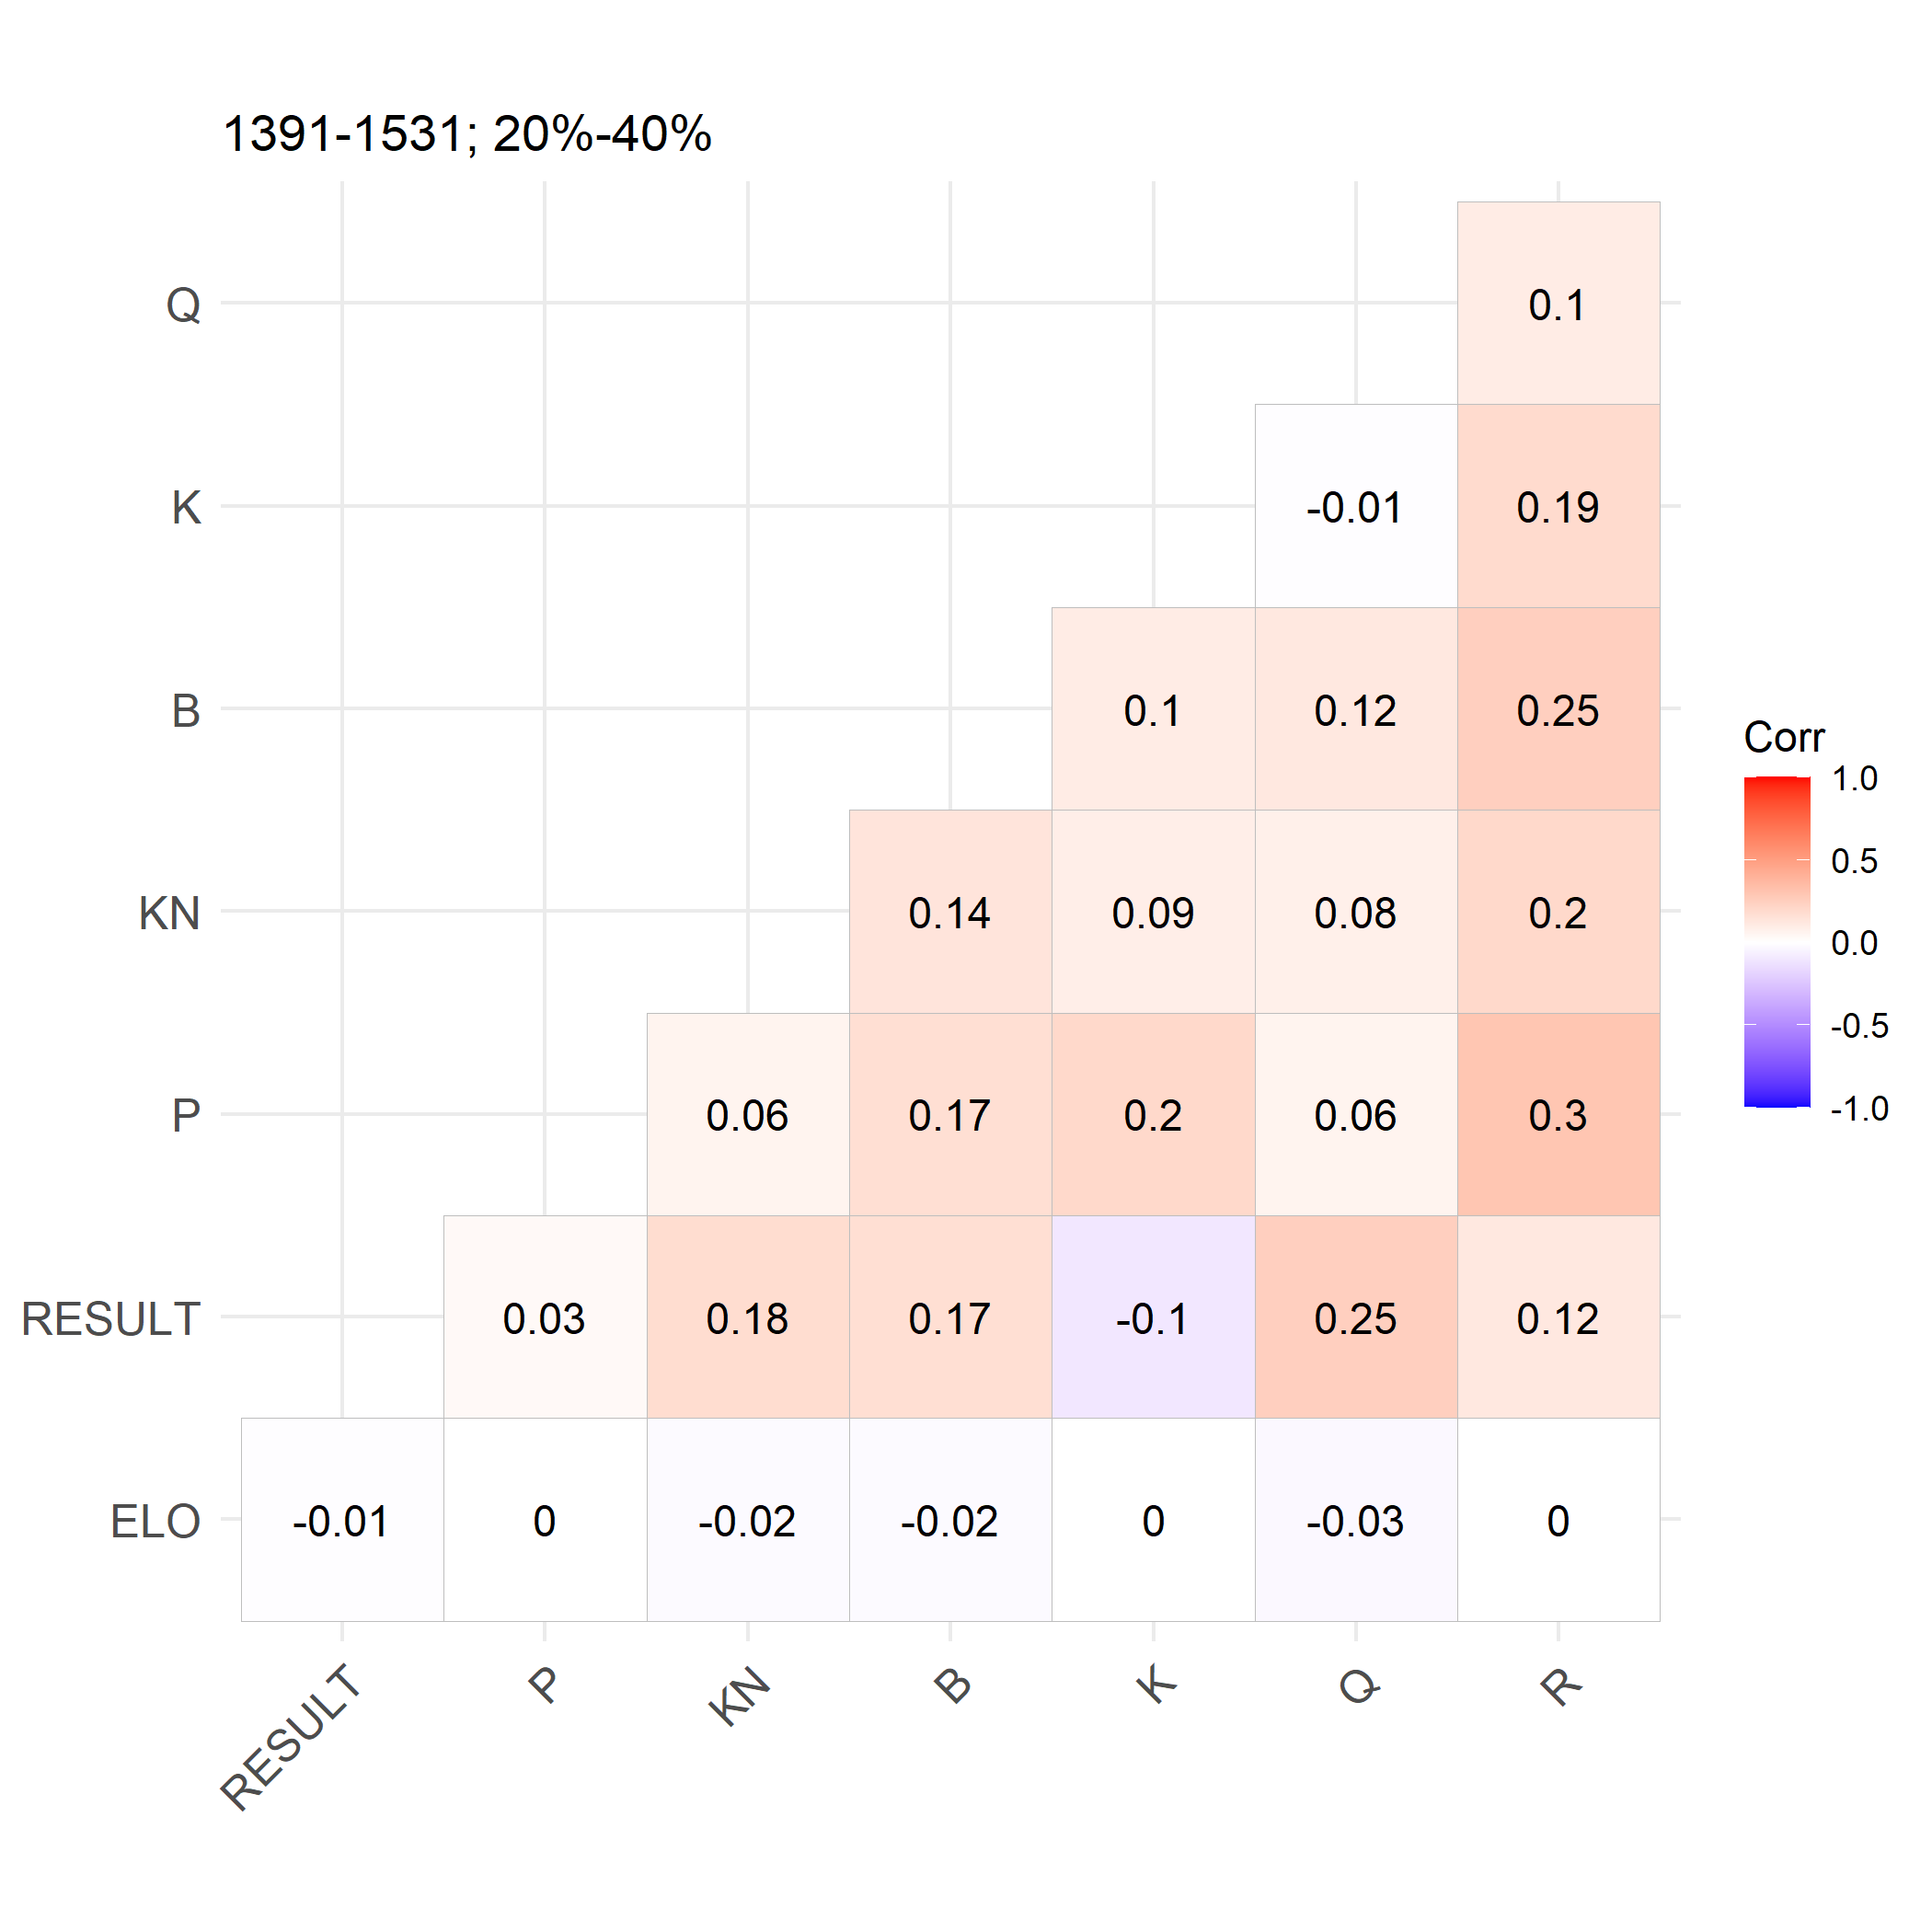 1391-1531; 20%-40%
Q 0.1
K -0.01 0.19
B 0.1 0.12 0.25
KN 0.14 0.09 0.08 0.2
P 0.06 0.17 0.2 0.06 0.3
RESULT 0.03 0.18 0.17 -0.1 0.25 0.12
ELO -0.01 0 -0.02 -0.02 0 -0.03 0
RESULT P KN B K Q R
Corr
1.0
0.5
0.0
-0.5
-1.0